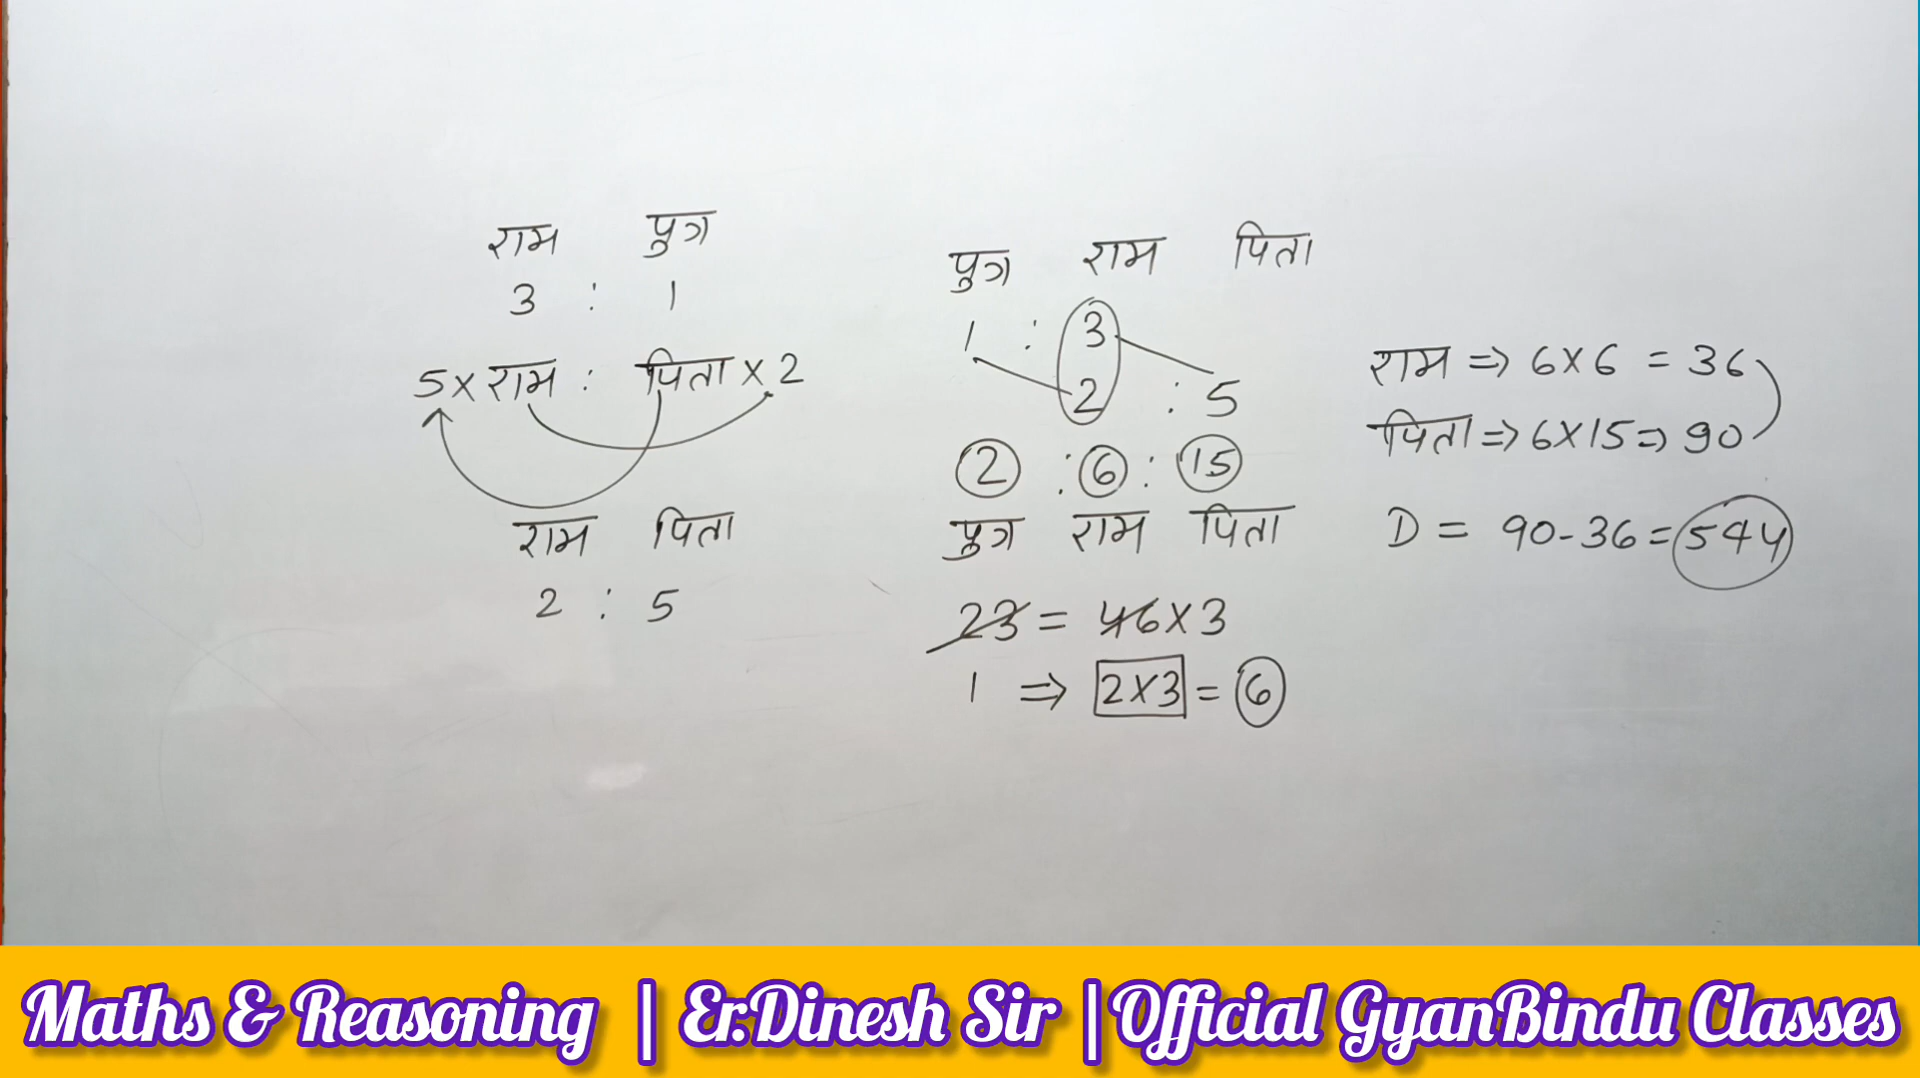 राम पुत्र
3 : 1
5 x राम : पिता x 2
राम पिता
2 : 5
पुत्र राम पिता
1 : 3
2 : 5
2 : 6 : 15
पुत्र राम पिता
23 = 46 x 3
1 ⇒ 2 x 3 = 6
राम ⇒ 6 x 6 = 36
पिता ⇒ 6 x 15 ⇒ 90
D = 90 - 36 = 54y
Maths & Reasoning | Er.Dinesh Sir | Official GyanBindu Classes